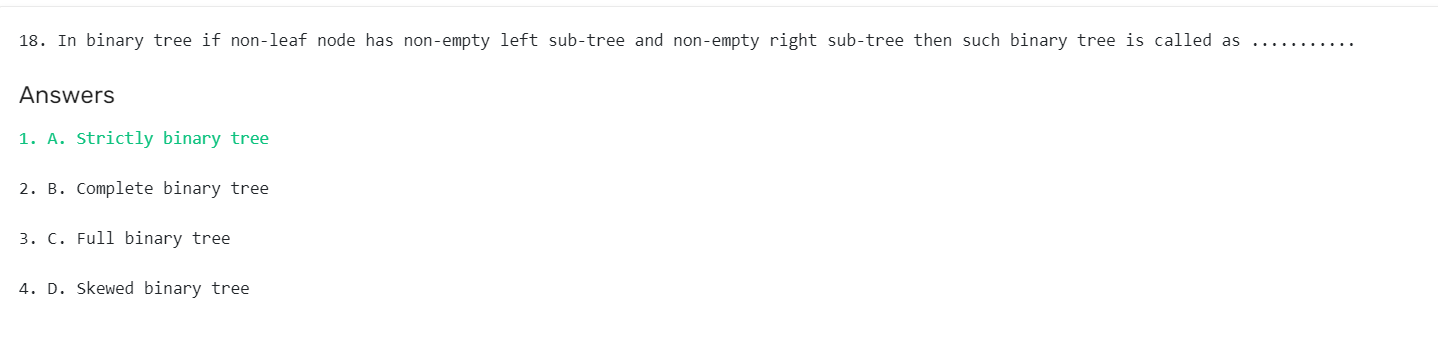 18. In binary tree if non-leaf node has non-empty left sub-tree and non-empty right sub-tree then such binary tree is called as ...........
Answers
1. A. Strictly binary tree
2. B. Complete binary tree
3. C. Full binary tree
4. D. Skewed binary tree